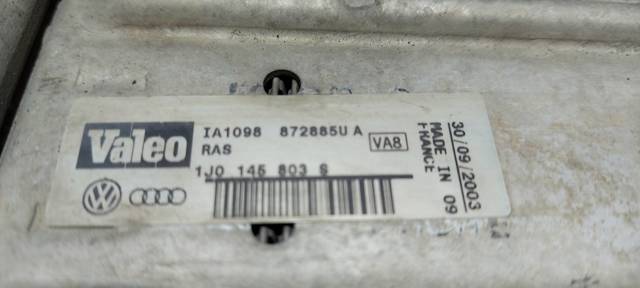 Valeo
IA1098 872885U A
RAS
VA8
1J0 145 803 S
30/09/2003
MADE IN 09
FRANCE